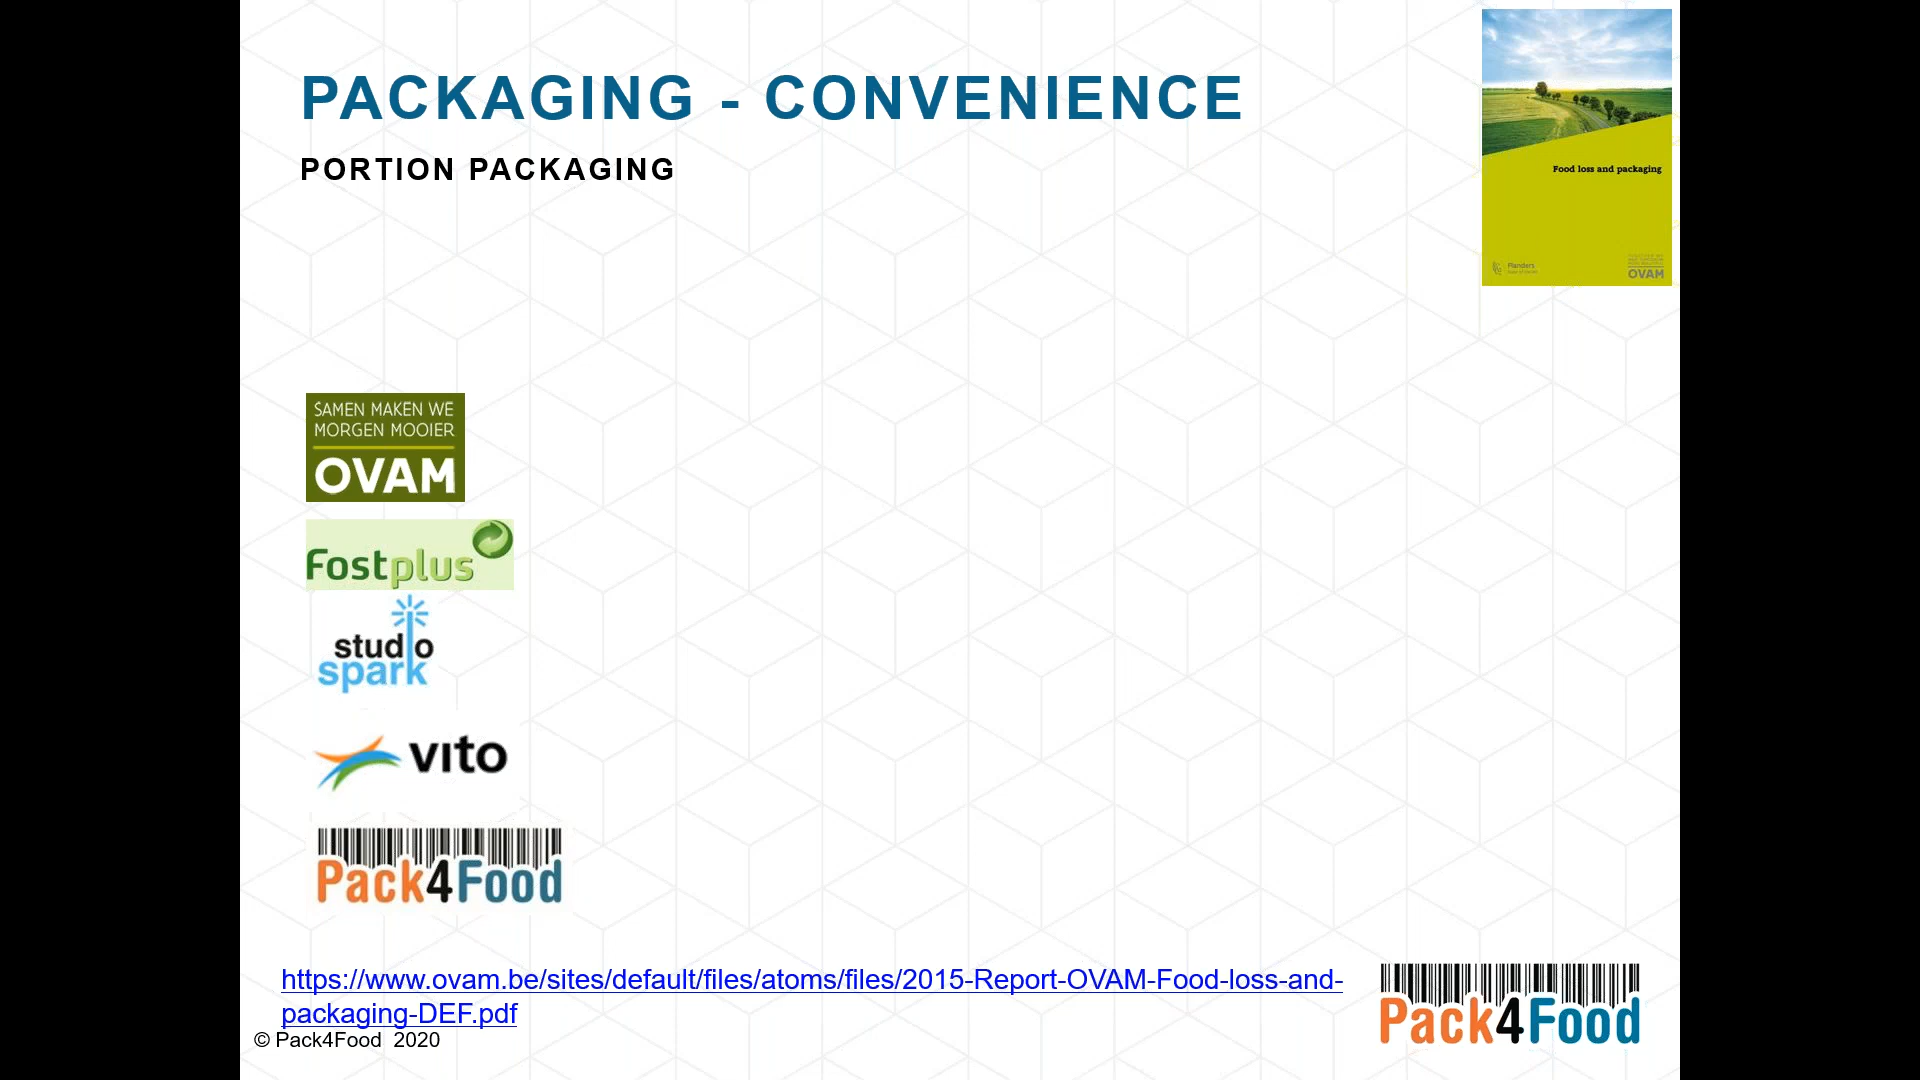 PACKAGING - CONVENIENCE
PORTION PACKAGING
Food loss and packaging
Flanders
OVAM
SAMEN MAKEN WE
MORGEN MOOIER
OVAM
Fostplus
studio
spark
vito
Pack4Food
https://www.ovam.be/sites/default/files/atoms/files/2015-Report-OVAM-Food-loss-and-
packaging-DEF.pdf
© Pack4Food 2020
Pack4Food